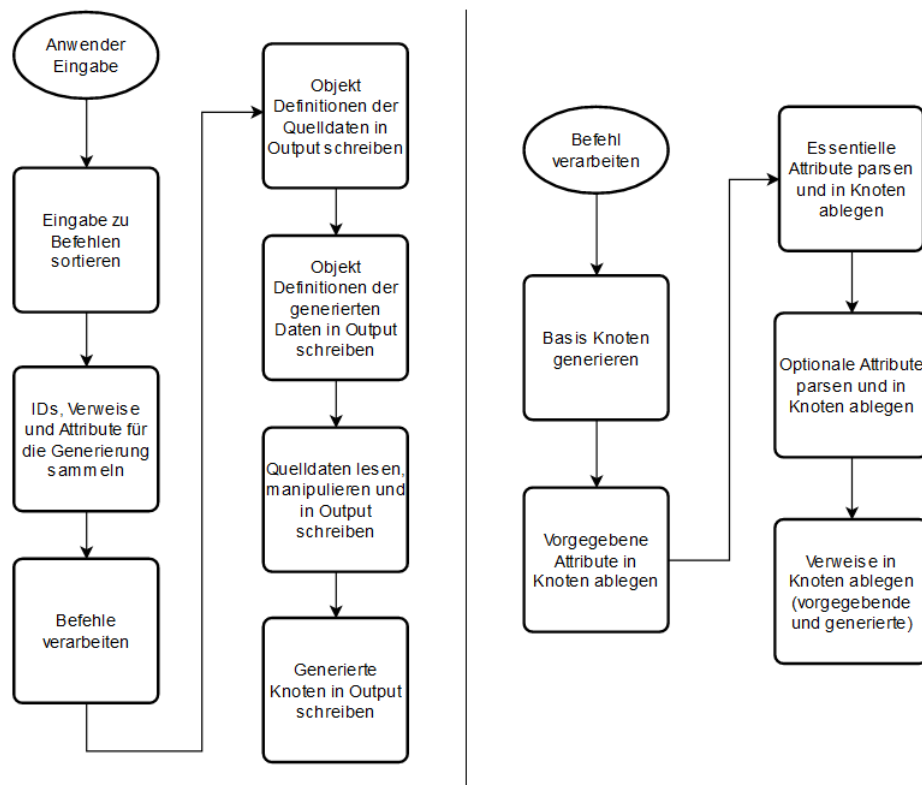 Anwender
Eingabe
Eingabe zu
Befehlen
sortieren
IDs, Verweise
und Attribute für
die Generierung
sammeln
Befehle
verarbeiten
Objekt
Definitionen der
Quelldaten in
Output schreiben
Objekt
Definitionen der
generierten
Daten in Output
schreiben
Quelldaten lesen,
manipulieren und
in Output
schreiben
Generierte
Knoten in Output
schreiben
Befehl
verarbeiten
Basis Knoten
generieren
Vorgegebene
Attribute in
Knoten ablegen
Essentielle
Attribute parsen
und in Knoten
ablegen
Optionale Attribute
parsen und in
Knoten ablegen
Verweise in
Knoten ablegen
(vorgegebende
und generierte)